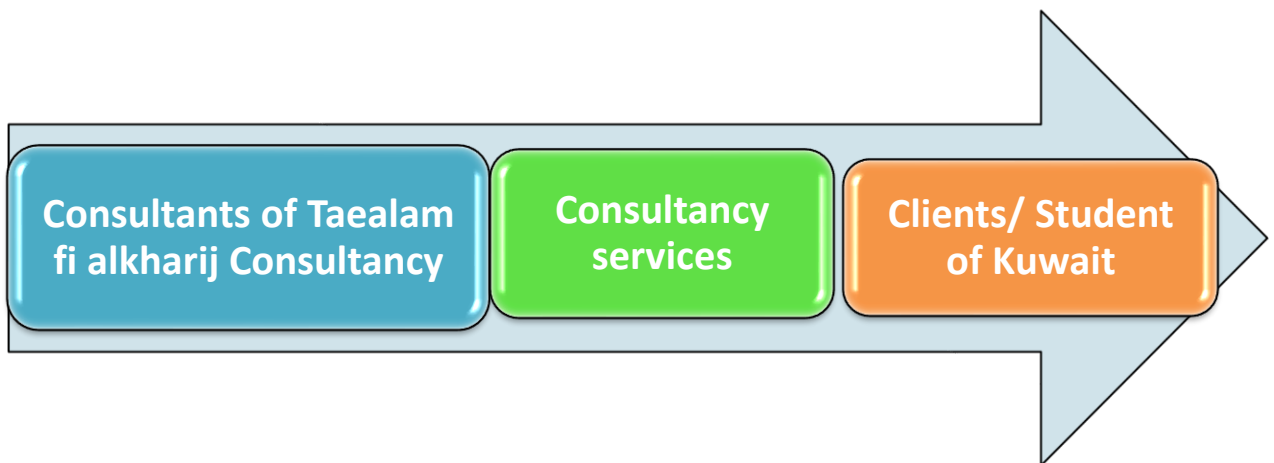 Consultants of Taealam
fi alkharij Consultancy
Consultancy
services
Clients/ Student
of Kuwait